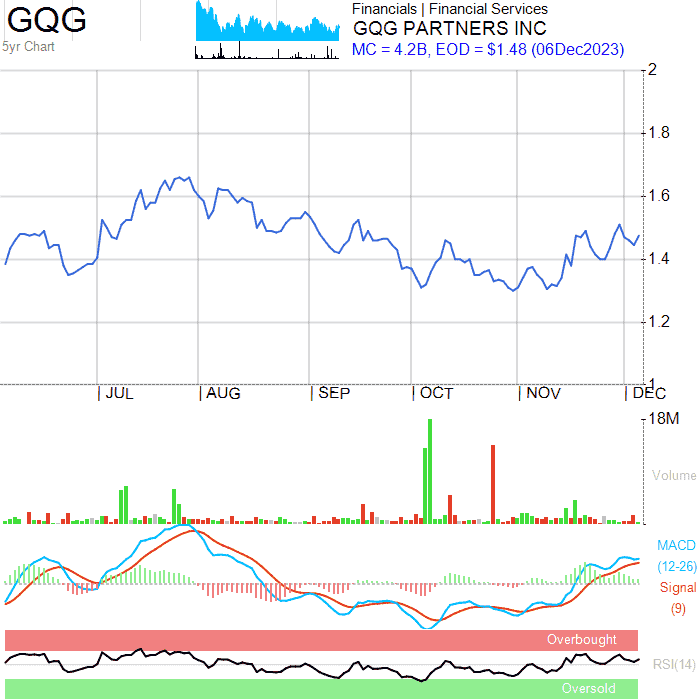 GQG
5yr Chart
Financials | Financial Services
GQG PARTNERS INC
MC = 4.2B, EOD = $1.48 (06Dec2023)
2
1.8
1.6
1.4
1.2
1
| JUL | AUG | SEP | OCT | NOV | DEC
18M
Volume
MACD
(12-26)
Signal
(9)
Overbought
RSI(14)
Oversold